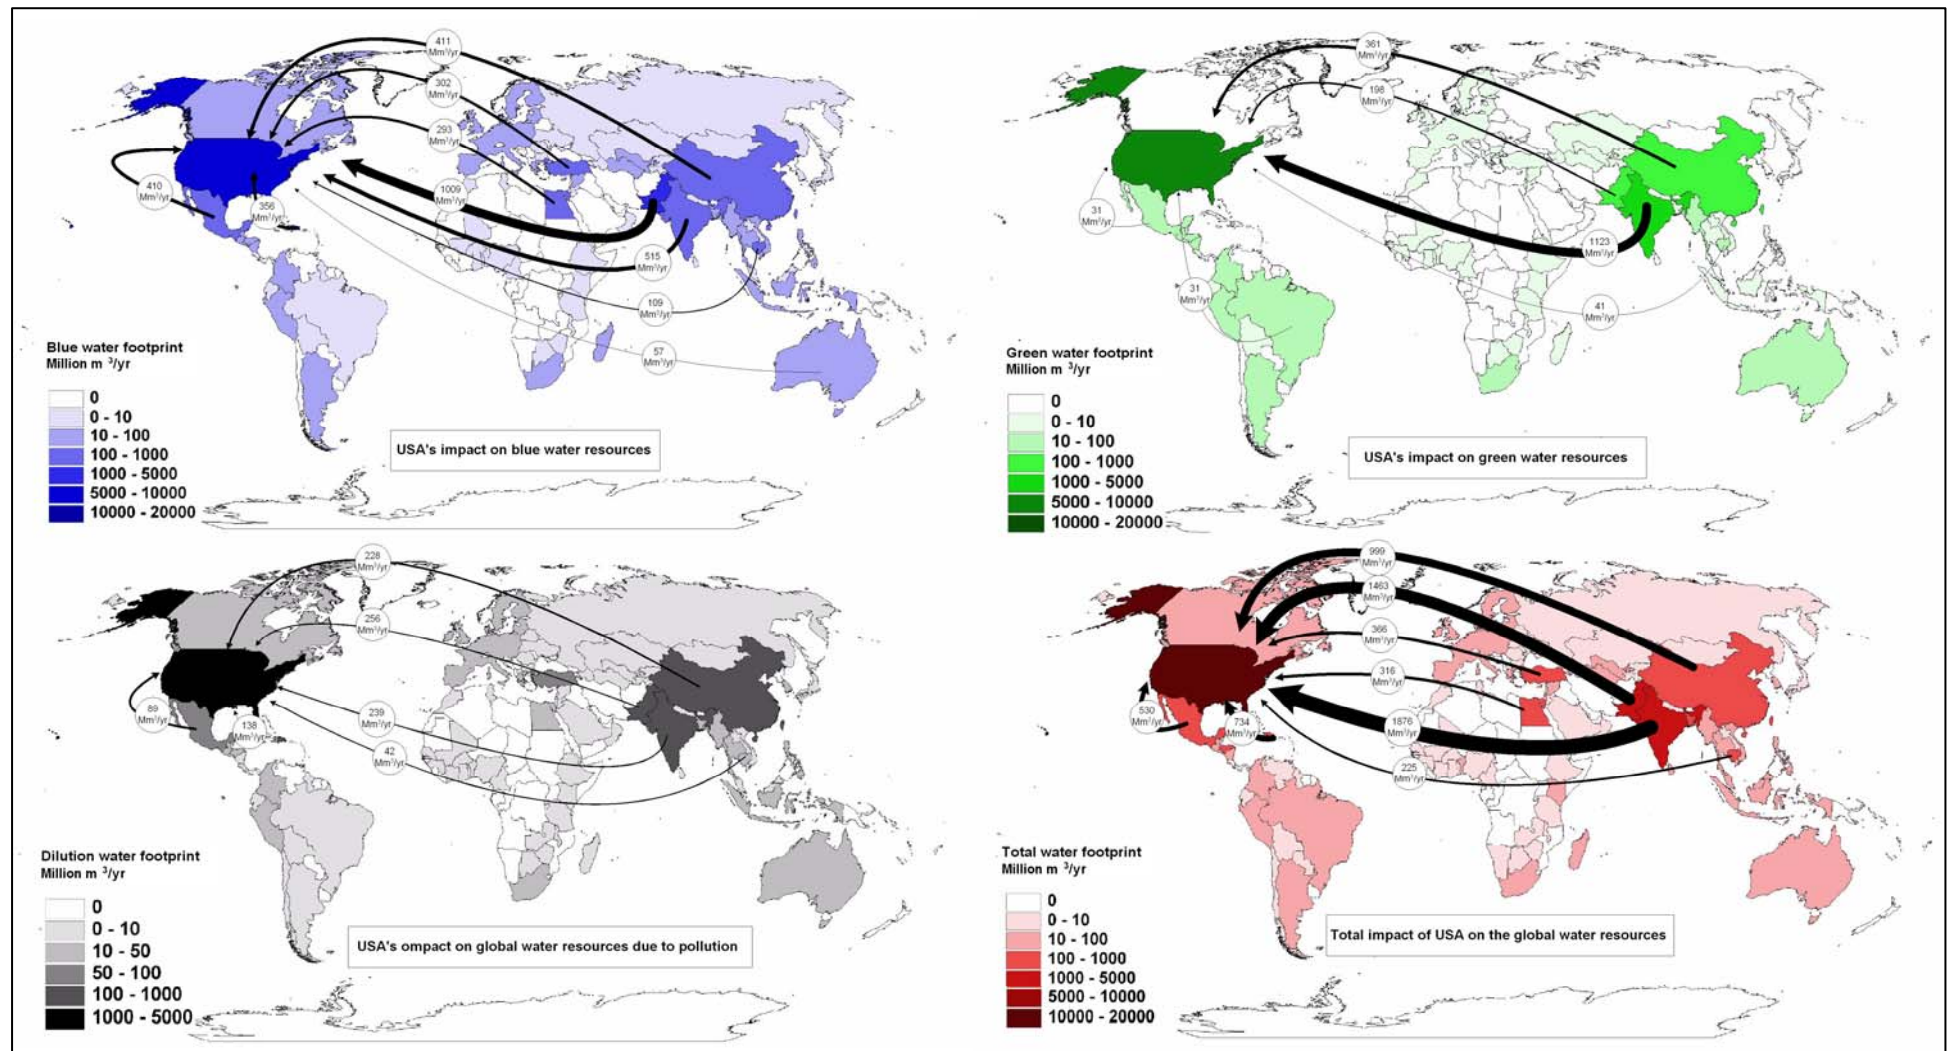 411
Mm³/yr
302
Mm³/yr
293
Mm³/yr
1009
Mm³/yr
410
Mm³/yr
356
Mm³/yr
515
Mm³/yr
109
Mm³/yr
57
Mm³/yr
Blue water footprint
Million m ³/yr
0
0 - 10
10 - 100
100 - 1000
1000 - 5000
5000 - 10000
10000 - 20000
USA's impact on blue water resources
361
Mm³/yr
198
Mm³/yr
31
Mm³/yr
31
Mm³/yr
1123
Mm³/yr
41
Mm³/yr
Green water footprint
Million m ³/yr
0
0 - 10
10 - 100
100 - 1000
1000 - 5000
5000 - 10000
10000 - 20000
USA's impact on green water resources
228
Mm³/yr
256
Mm³/yr
239
Mm³/yr
89
Mm³/yr
138
Mm³/yr
42
Mm³/yr
Dilution water footprint
Million m ³/yr
0
0 - 10
10 - 50
50 - 100
100 - 1000
1000 - 5000
USA's ompact on global water resources due to pollution
999
Mm³/yr
1463
Mm³/yr
366
Mm³/yr
316
Mm³/yr
530
Mm³/yr
734
Mm³/yr
1876
Mm³/yr
225
Mm³/yr
Total water footprint
Million m ³/yr
0
0 - 10
10 - 100
100 - 1000
1000 - 5000
5000 - 10000
10000 - 20000
Total impact of USA on the global water resources